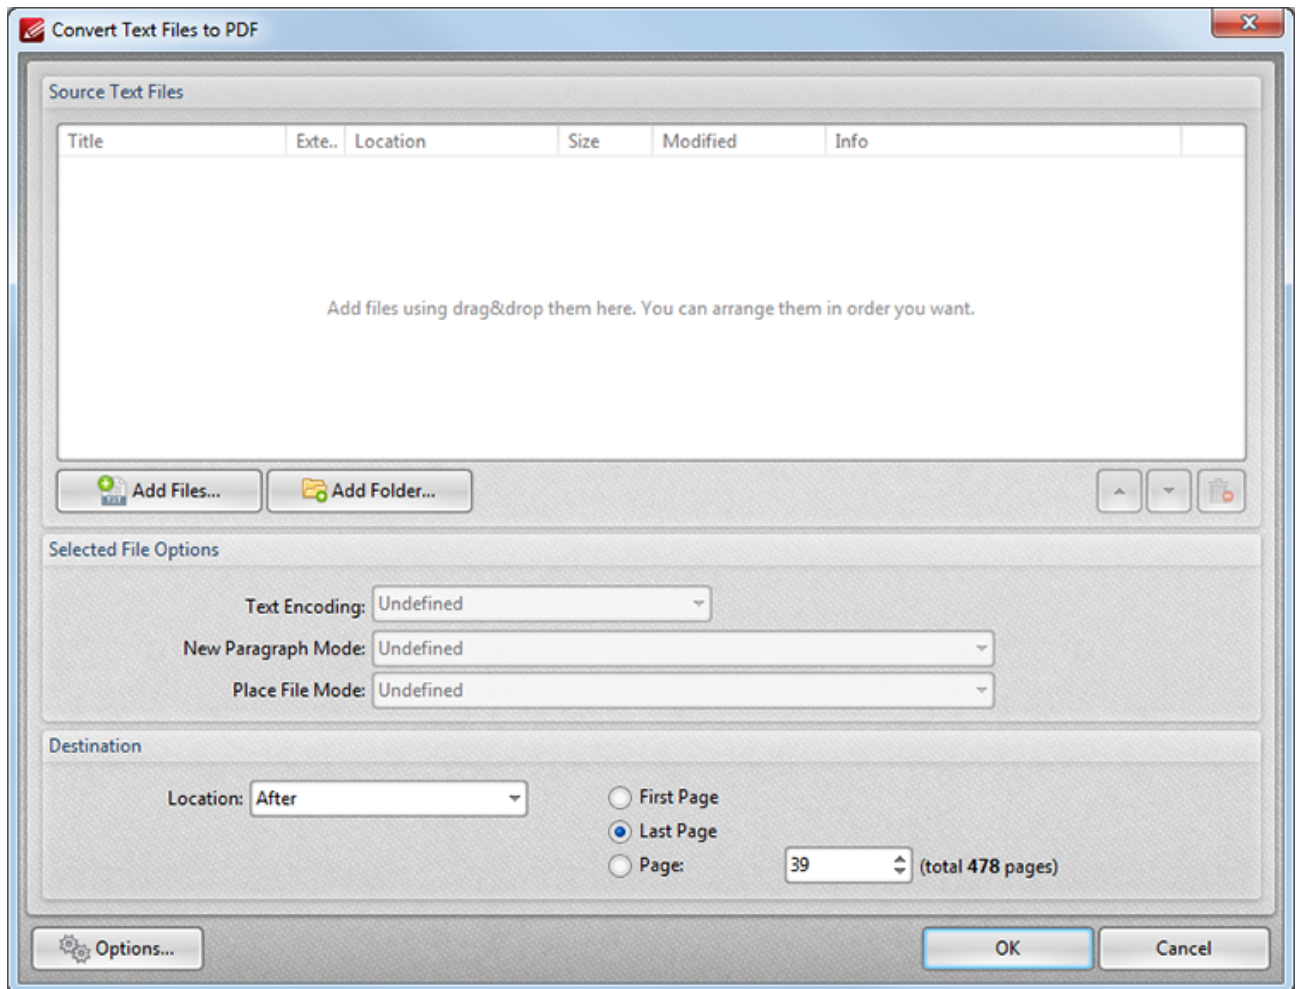 Convert Text Files to PDF
Source Text Files
Title Exte.. Location Size Modified Info
Add files using drag&drop them here. You can arrange them in order you want.
Add Files... Add Folder...
Selected File Options
Text Encoding: Undefined
New Paragraph Mode: Undefined
Place File Mode: Undefined
Destination
Location: After First Page
Last Page
Page: 39 (total 478 pages)
Options... OK Cancel